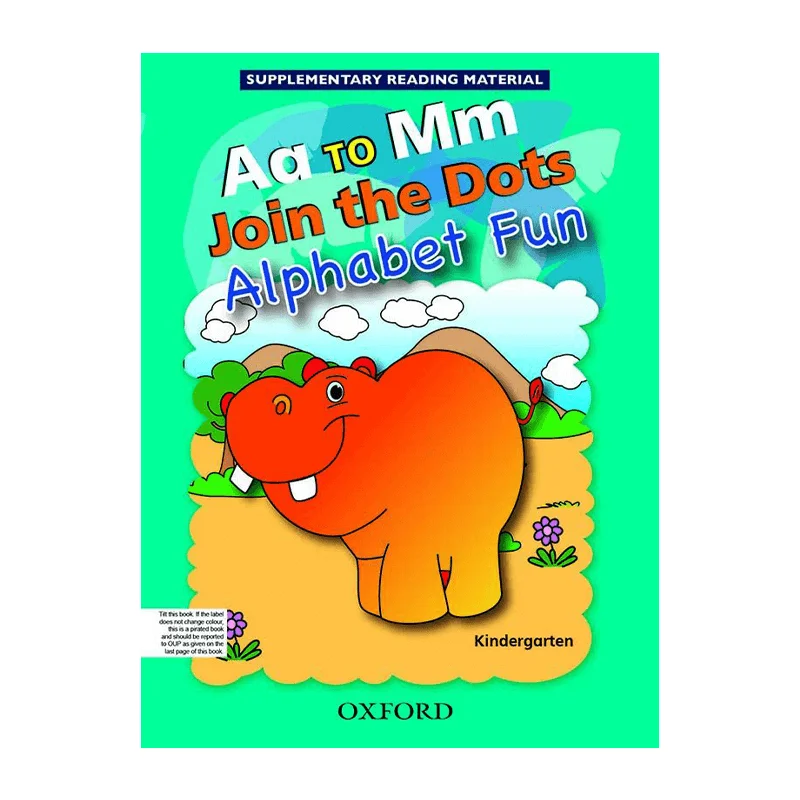 SUPPLEMENTARY READING MATERIAL
Aa TO Mm
Join the Dots
Alphabet Fun
Tilt this book. If the label
does not change colour,
this is a pirated book
and should be reported
to OUP as given on the
last page of this book.
Kindergarten
OXFORD